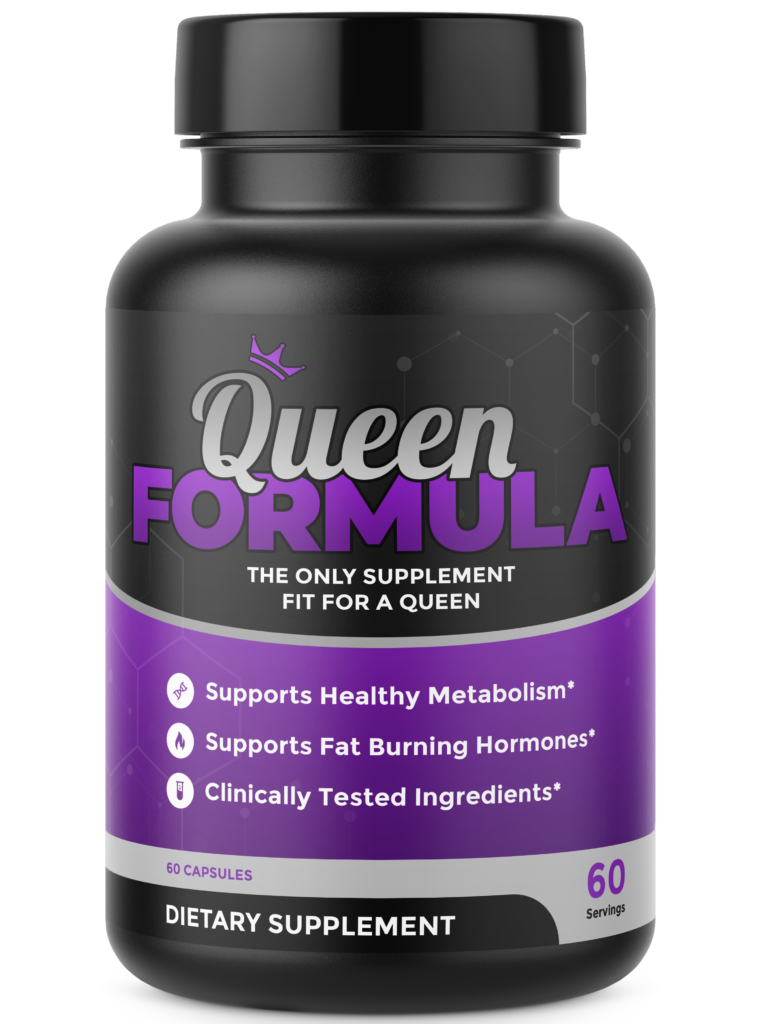 Queen
FORMULA
THE ONLY SUPPLEMENT
FIT FOR A QUEEN
Supports Healthy Metabolism*
Supports Fat Burning Hormones*
Clinically Tested Ingredients*
60 CAPSULES
60
Servings
DIETARY SUPPLEMENT